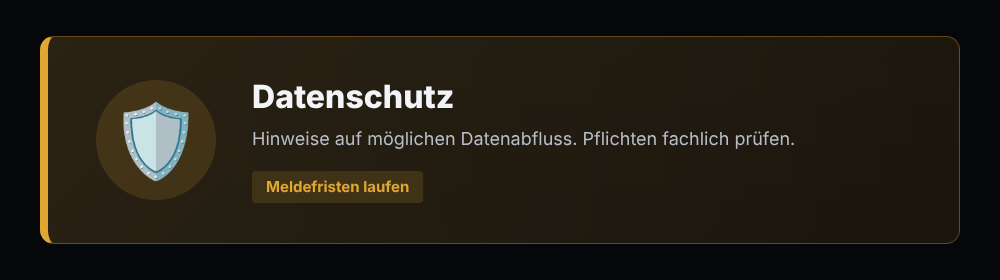 Datenschutz
Hinweise auf möglichen Datenabfluss. Pflichten fachlich prüfen.
Meldefristen laufen